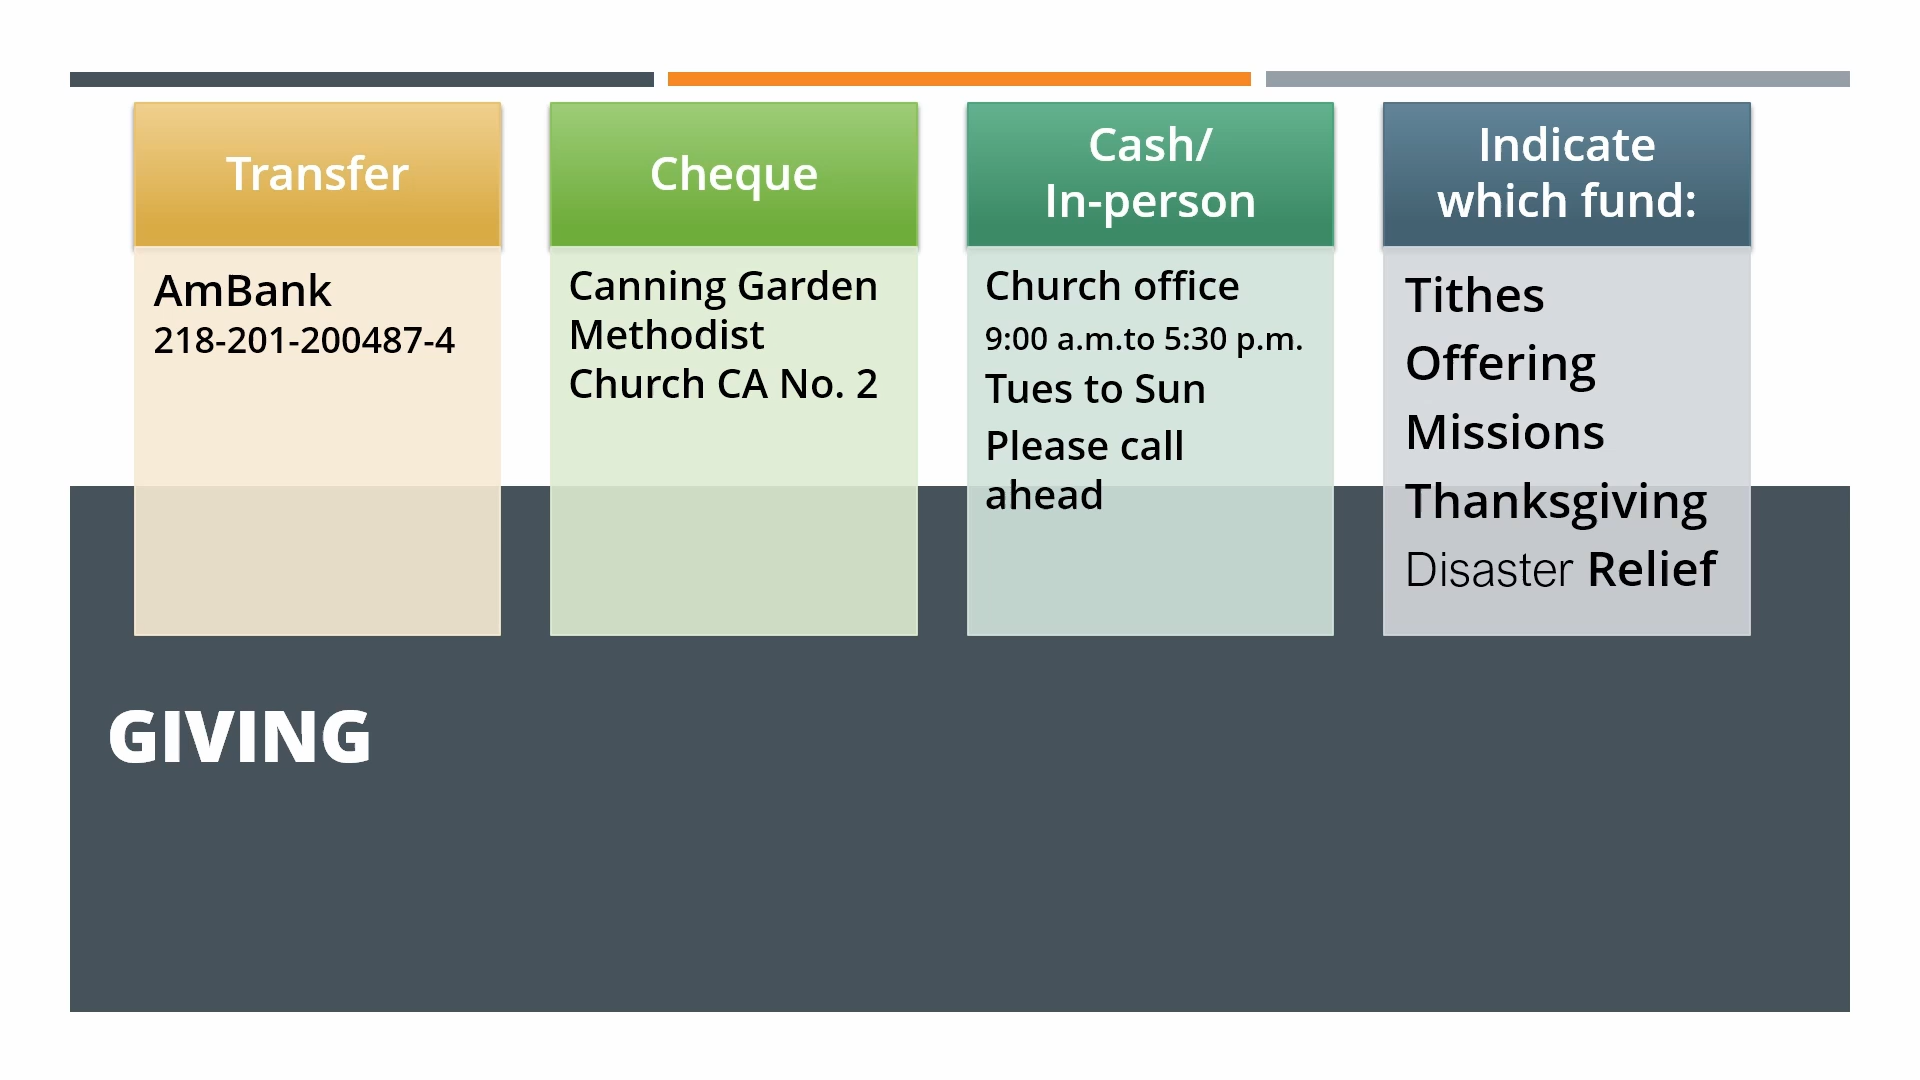 Transfer
AmBank
218-201-200487-4
Cheque
Canning Garden
Methodist
Church CA No. 2
Cash/
In-person
Church office
9:00 a.m.to 5:30 p.m.
Tues to Sun
Please call
ahead
Indicate
which fund:
Tithes
Offering
Missions
Thanksgiving
Disaster Relief
GIVING